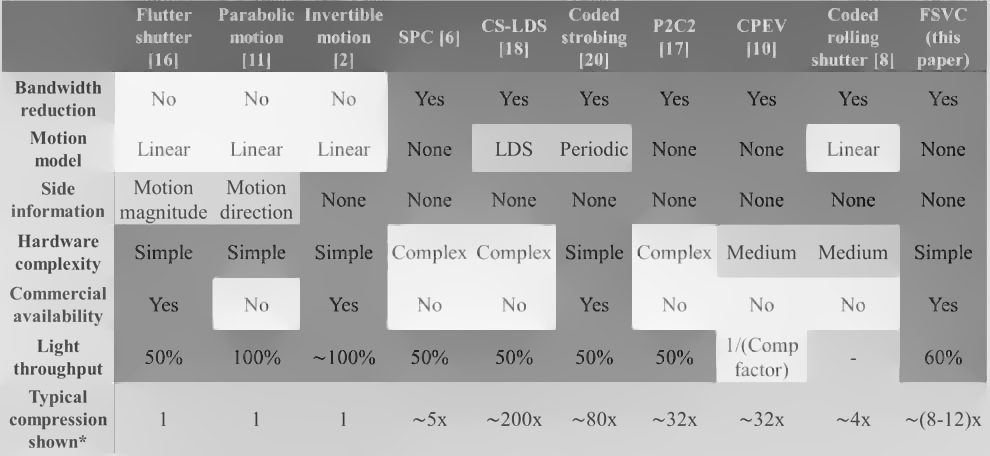 Flutter shutter [16] Parabolic motion [11] Invertible motion [2] SPC [6] CS-LDS [18] Coded strobing [20] P2C2 [17] CPEV [10] Coded rolling shutter [8] FSVC (this paper)
Bandwidth reduction No No No Yes Yes Yes Yes Yes Yes Yes
Motion model Linear Linear Linear None LDS Periodic None None Linear None
Side information Motion magnitude Motion direction None None None None None None None None
Hardware complexity Simple Simple Simple Complex Complex Simple Complex Medium Medium Simple
Commercial availability Yes No Yes No No Yes No No No Yes
Light throughput 50% 100% ~100% 50% 50% 50% 50% 1/(Comp factor) - 60%
Typical compression shown* 1 1 1 ~5x ~200x ~80x ~32x ~32x ~4x ~(8-12)x